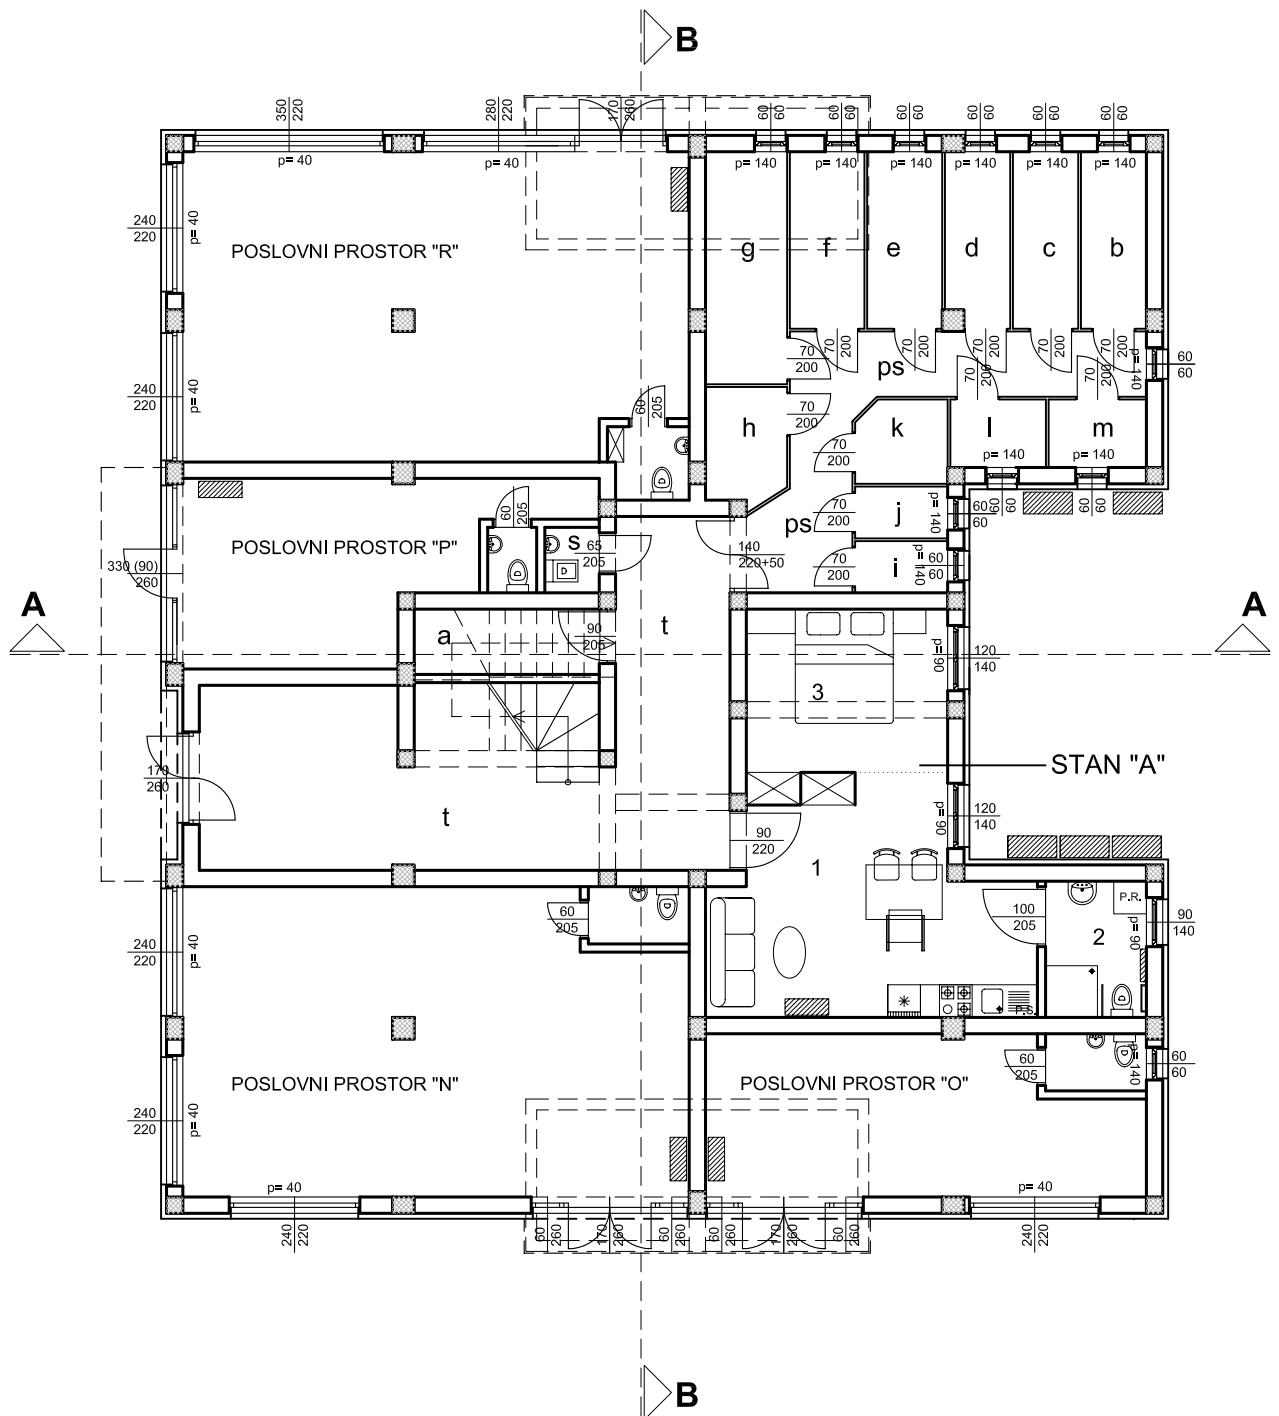 B
350
220
280
220
170
260
60
60
60
60
60
60
60
60
60
60
60
60
p= 40
p= 40
p= 140
p= 140
p= 140
p= 140
p= 140
p= 140
240
220
p= 40
POSLOVNI PROSTOR "R"
g
f
e
d
c
b
70
200
70
200
70
200
70
200
70
200
70
200
ps
70
200
70
200
p= 140
60
60
240
220
p= 40
60
205
70
200
h
k
l
m
70
200
p= 140
p= 140
60
60
60
60
POSLOVNI PROSTOR "P"
60
205
s
65
205
140
220+50
ps
70
200
j
p= 140
60
60
70
200
i
p= 140
60
60
330 (90)
260
A
A
a
90
205
t
3
p= 90
120
140
STAN "A"
170
260
t
90
220
p= 90
120
140
1
60
205
100
205
2
P.R.
p= 90
90
140
240
220
p= 40
P.S.
POSLOVNI PROSTOR "N"
POSLOVNI PROSTOR "O"
60
205
p= 140
60
60
240
220
p= 40
p= 40
p= 40
240
220
60
260
170
260
60
260
60
260
170
260
60
260
240
220
B